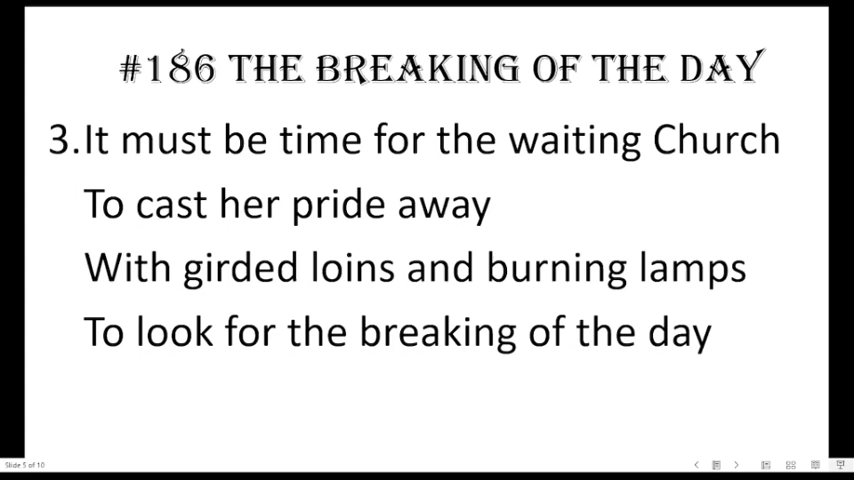 #186 THE BREAKING OF THE DAY
3.It must be time for the waiting Church
To cast her pride away
With girded loins and burning lamps
To look for the breaking of the day
Slide 5 of 10